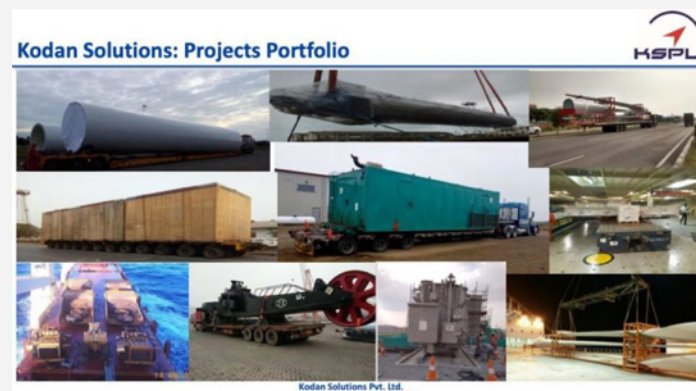 Kodan Solutions: Projects Portfolio
KSPL
Kodan Solutions Pvt. Ltd.